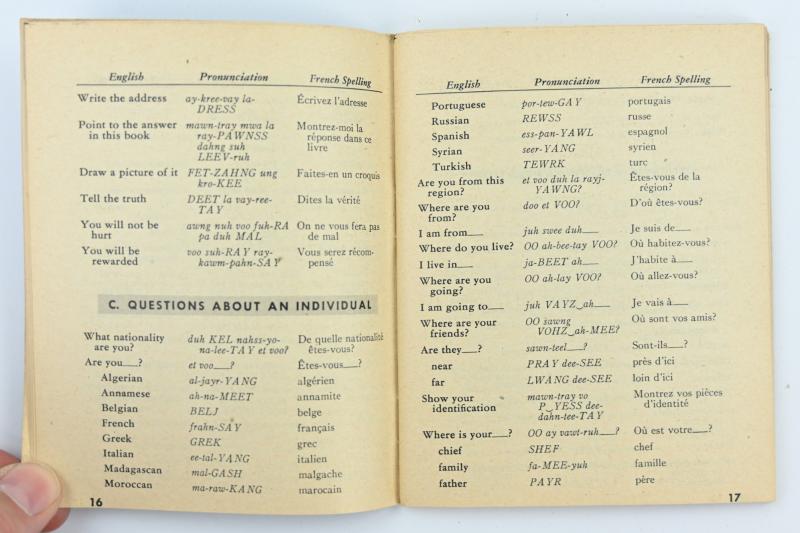 English Pronunciation French Spelling
Write the address ay-kree-vay la- Écrivez l'adresse
DRESS
Point to the answer mawn-tray mwa la Montrez-moi la
in this book ray-PAWNSS réponse dans ce
dahng suh livre
LEEV-ruh
Draw a picture of it FET-ZAHNG ung Faites-en un croquis
kro-KEE
Tell the truth DEET la vay-ree- Dites la vérité
TAY
You will not be awng nuh voo fuh-RA On ne vous fera pas
hurt pa duh MAL de mal
You will be voo suh-RAY ray- Vous serez récom-
rewarded kawm-pahn-SAY pensé
C. QUESTIONS ABOUT AN INDIVIDUAL
What nationality duh KEL nahss-yo- De quelle nationalité
are you? na-lee-TAY et voo? êtes-vous?
Are you___? et voo___? Êtes-vous___?
Algerian al-jayr-YANG algérien
Annamese ah-na-MEET annamite
Belgian BELJ belge
French frahn-SAY français
Greek GREK grec
Italian ee-tal-YANG italien
Madagascan mal-GASH malgache
Moroccan ma-raw-KANG marocain
16
English Pronunciation French Spelling
Portuguese por-tew-GAY portugais
Russian REWSS russe
Spanish ess-pan-YAWL espagnol
Syrian seer-YANG syrien
Turkish TEWRK turc
Are you from this et voo duh la rayj- Êtes-vous de la
region? YAWNG? région?
Where are you doo et VOO? D'où êtes-vous?
from?
I am from___ juh swee duh___ Je suis de___
Where do you live? OO ah-bee-tay VOO? Où habitez-vous?
I live in___ ja-BEET ah___ J'habite à___
Where are you OO ah-lay VOO? Où allez-vous?
going?
I am going to___ juh VAYZ‿ah___ Je vais à___
Where are your OO sawng Où sont vos amis?
friends? VOHZ‿ah-MEE?
Are they___? sawn-teel___? Sont-ils___?
near PRAY dee-SEE près d'ici
far LWANG dee-SEE loin d'ici
Show your mawn-tray vo Montrez vos pièces
identification P‿YESS dee- d'identité
dahn-tee-TAY
Where is your___? OO ay vawt-ruh___? Où est votre___?
chief SHEF chef
family fa-MEE-yuh famille
father PAYR père
17